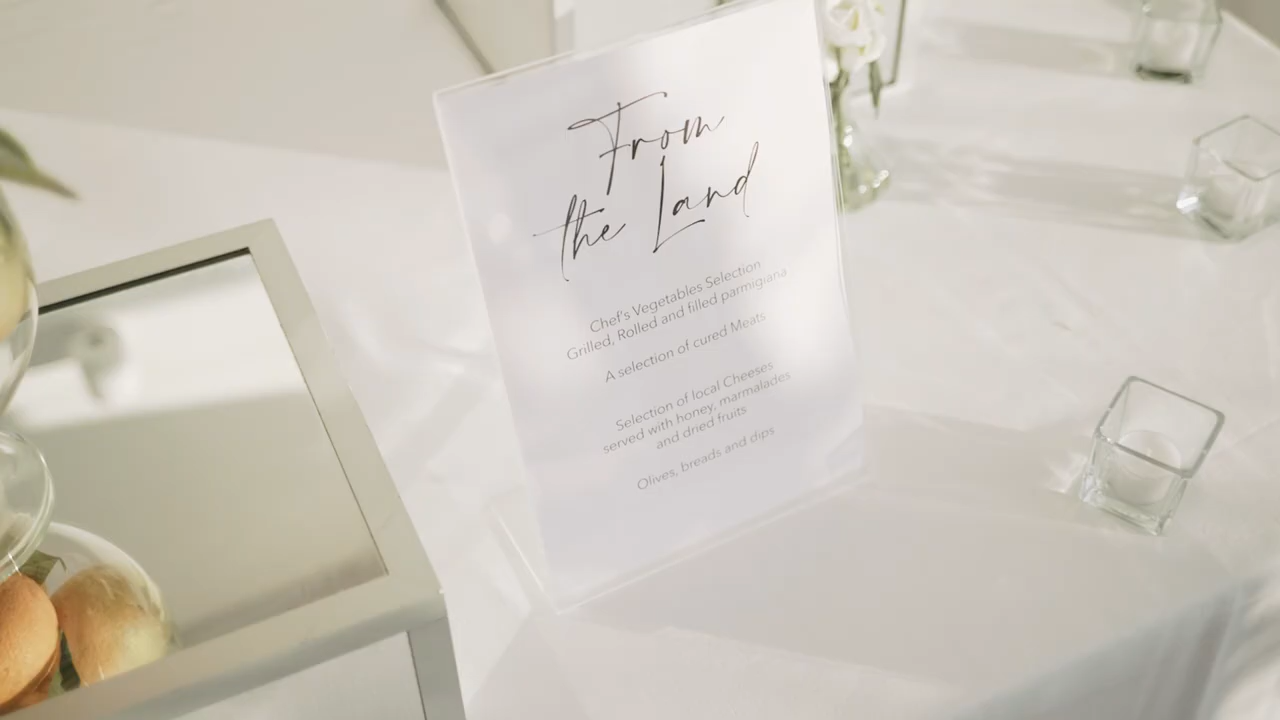 From
the Land
Chef's Vegetables Selection
Grilled, Rolled and filled parmigiana
A selection of cured Meats
Selection of local Cheeses
served with honey, marmalades
and dried fruits
Olives, breads and dips